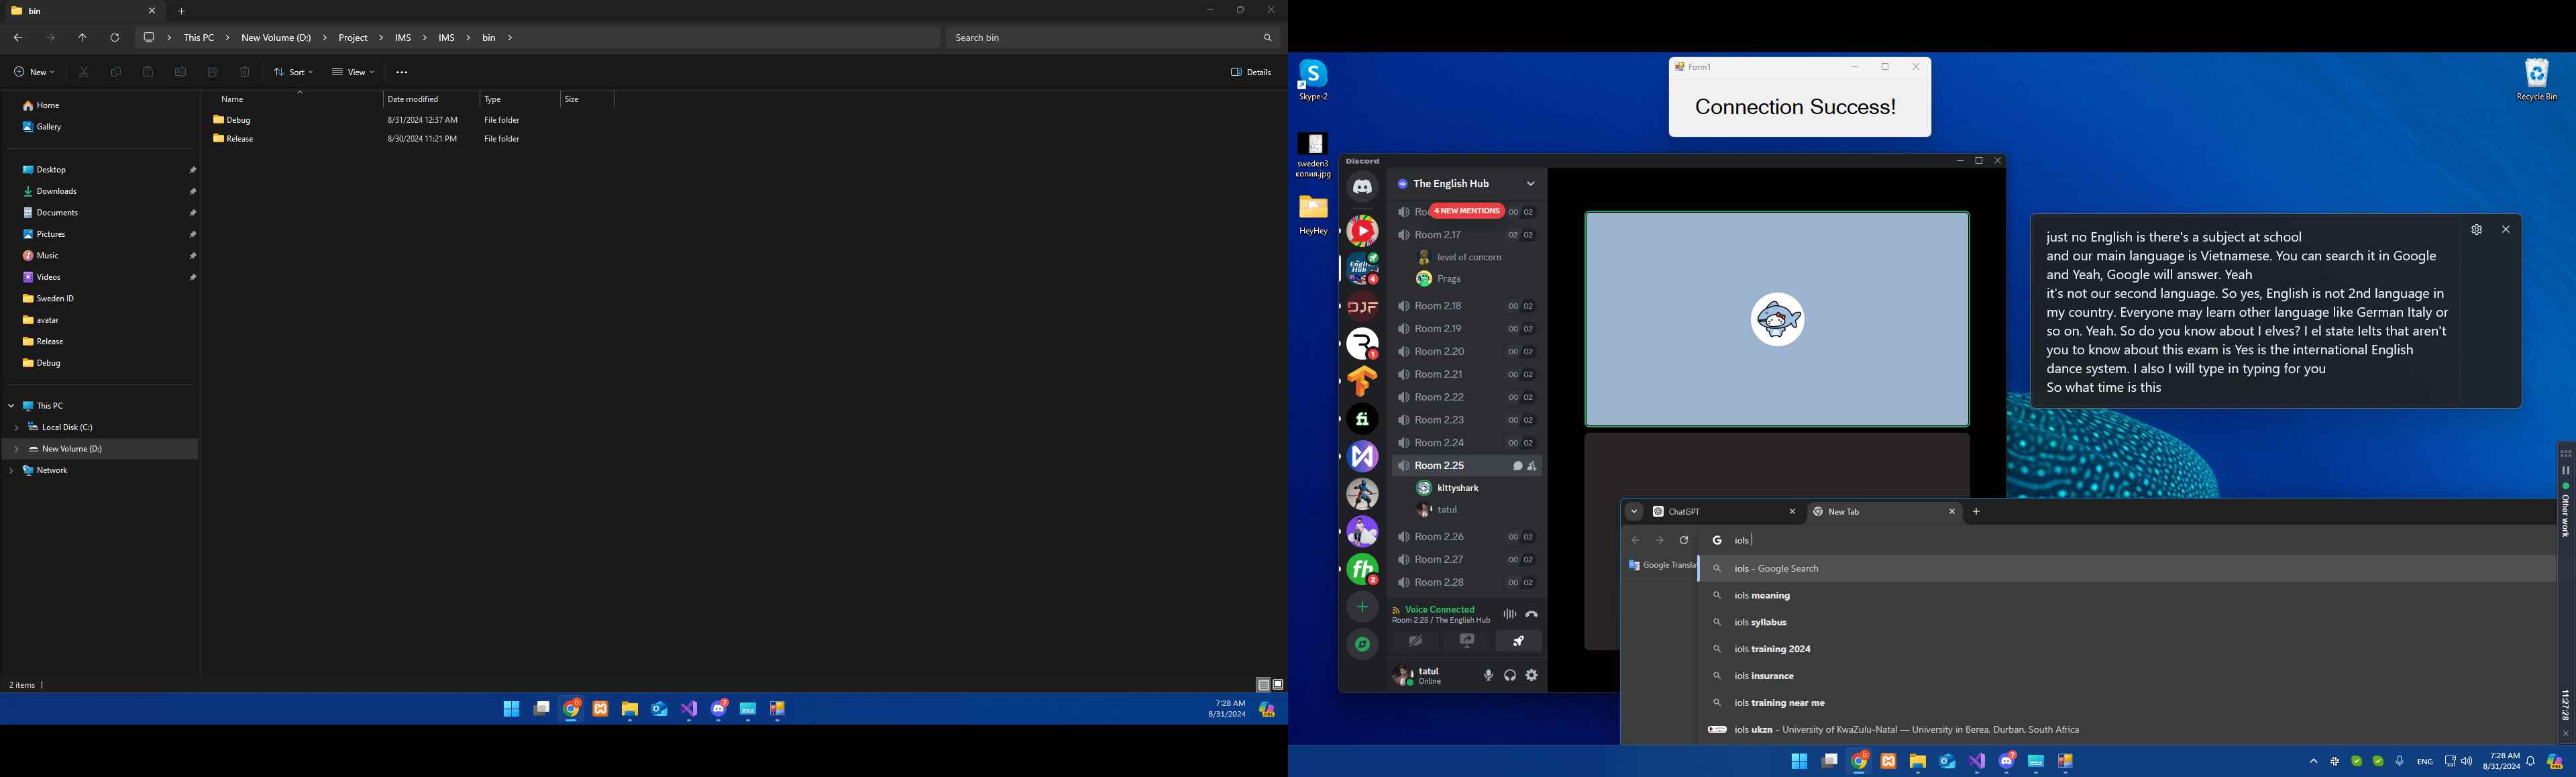 bin
This PC
New Volume (D:)
Project
IMS
IMS
bin
Search bin
New
Sort
View
Details
Name
Date modified
Type
Size
Debug
8/31/2024 12:37 AM
File folder
Release
8/30/2024 11:21 PM
File folder
Home
Gallery
Desktop
Downloads
Documents
Pictures
Music
Videos
Sweden ID
avatar
Release
Debug
This PC
Local Disk (C:)
New Volume (D:)
Network
2 items
7:28 AM
8/31/2024
Skype-2
sweden3
копия.jpg
HeyHey
Recycle Bin
Form1
Connection Success!
Discord
The English Hub
4 NEW MENTIONS
00 02
Room 2.17
02 02
level of concern
Prags
Room 2.18
00 02
Room 2.19
00 02
Room 2.20
00 02
Room 2.21
00 02
Room 2.22
00 02
Room 2.23
00 02
Room 2.24
00 02
Room 2.25
kittyshark
tatul
Room 2.26
00 02
Room 2.27
00 02
Room 2.28
00 02
Voice Connected
Room 2.25 / The English Hub
tatul
Online
just no English is there's a subject at school
and our main language is Vietnamese. You can search it in Google
and Yeah, Google will answer. Yeah
it's not our second language. So yes, English is not 2nd language in
my country. Everyone may learn other language like German Italy or
so on. Yeah. So do you know about I elves? I el state lelts that aren't
you to know about this exam is Yes is the international English
dance system. I also I will type in typing for you
So what time is this
ChatGPT
New Tab
iols
Google Transla
iols - Google Search
iols meaning
iols syllabus
iols training 2024
iols insurance
iols training near me
iols ukzn - University of KwaZulu-Natal — University in Berea, Durban, South Africa
Other work
11:27:28
ENG
7:28 AM
8/31/2024